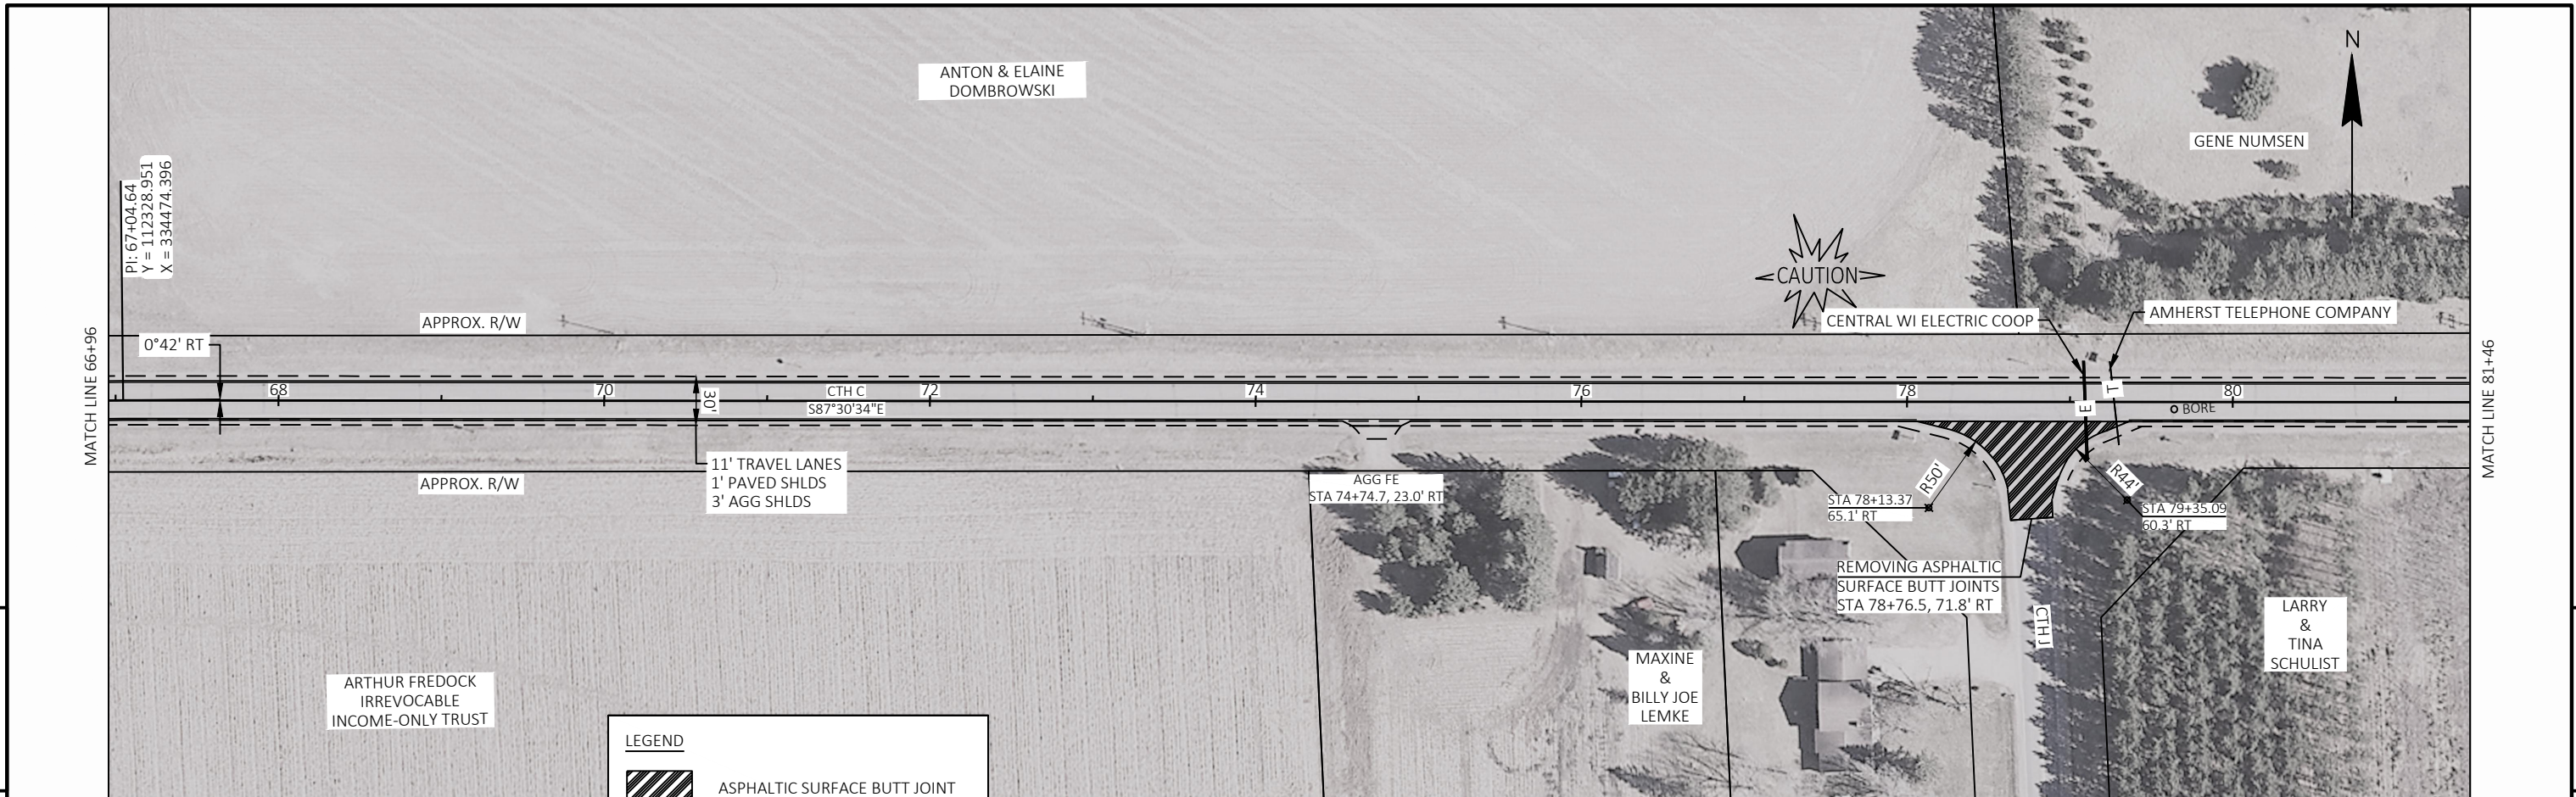 ANTON & ELAINE
DOMBROWSKI
N
GENE NUMSEN
PI: 67+04.64
Y = 112328.951
X = 334474.396
CAUTION
APPROX. R/W
CENTRAL WI ELECTRIC COOP
AMHERST TELEPHONE COMPANY
0°42' RT
MATCH LINE 66+96
MATCH LINE 81+46
68
70
72
74
76
78
80
30'
CTH C
S87°30'34"E
T
E
BORE
11' TRAVEL LANES
1' PAVED SHLDS
3' AGG SHLDS
APPROX. R/W
AGG FE
STA 74+74.7, 23.0' RT
R50'
R44'
STA 78+13.37
65.1' RT
STA 79+35.09
60.3' RT
REMOVING ASPHALTIC
SURFACE BUTT JOINTS
STA 78+76.5, 71.8' RT
CTH J
LARRY
&
TINA
SCHULIST
MAXINE
&
BILLY JOE
LEMKE
ARTHUR FREDOCK
IRREVOCABLE
INCOME-ONLY TRUST
LEGEND
ASPHALTIC SURFACE BUTT JOINT